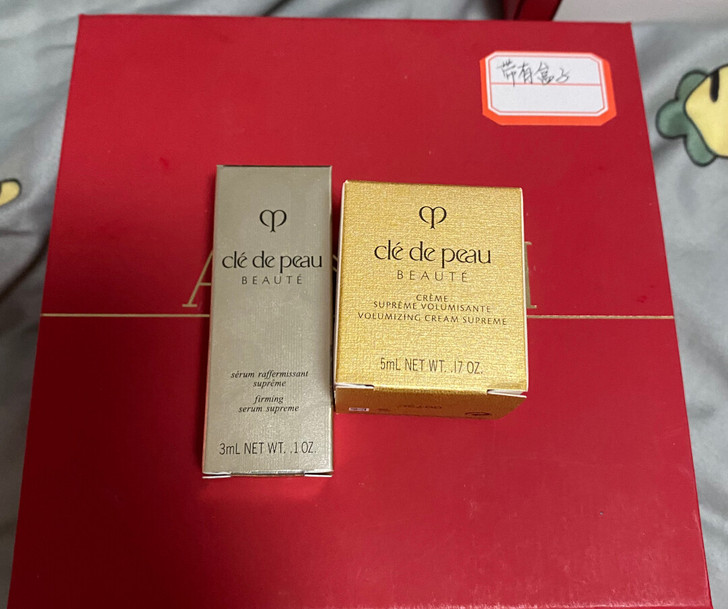 带有盒子
clé de peau
BEAUTÉ
sérum raffermissant
suprême
firming
serum supreme
3mL NET WT. .1 OZ.
clé de peau
BEAUTÉ
CRÈME
SUPRÊME VOLUMISANTE
VOLUMIZING CREAM SUPREME
5mL NET WT. .17 OZ.